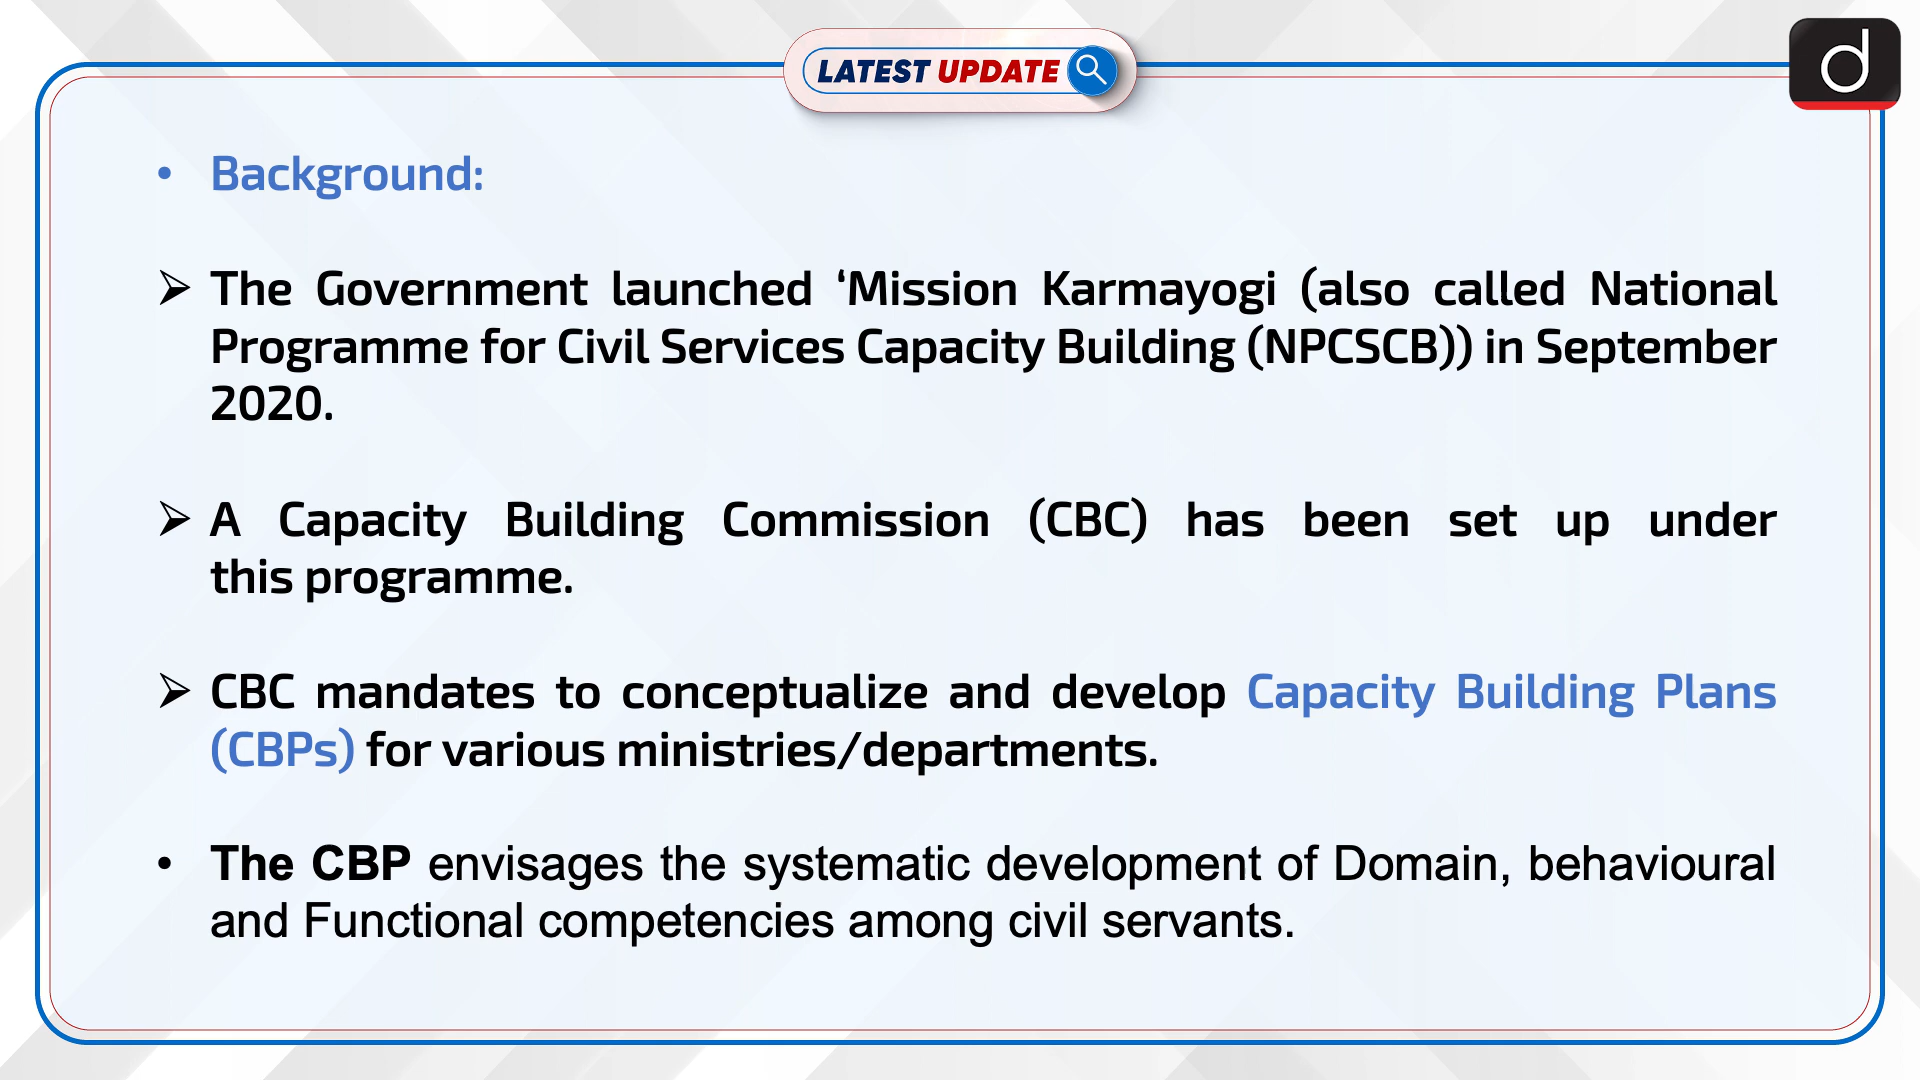 LATEST UPDATE
d
• Background:
➢ The Government launched ‘Mission Karmayogi (also called National
Programme for Civil Services Capacity Building (NPCSCB)) in September
2020.
➢ A Capacity Building Commission (CBC) has been set up under
this programme.
➢ CBC mandates to conceptualize and develop Capacity Building Plans
(CBPs) for various ministries/departments.
• The CBP envisages the systematic development of Domain, behavioural
and Functional competencies among civil servants.